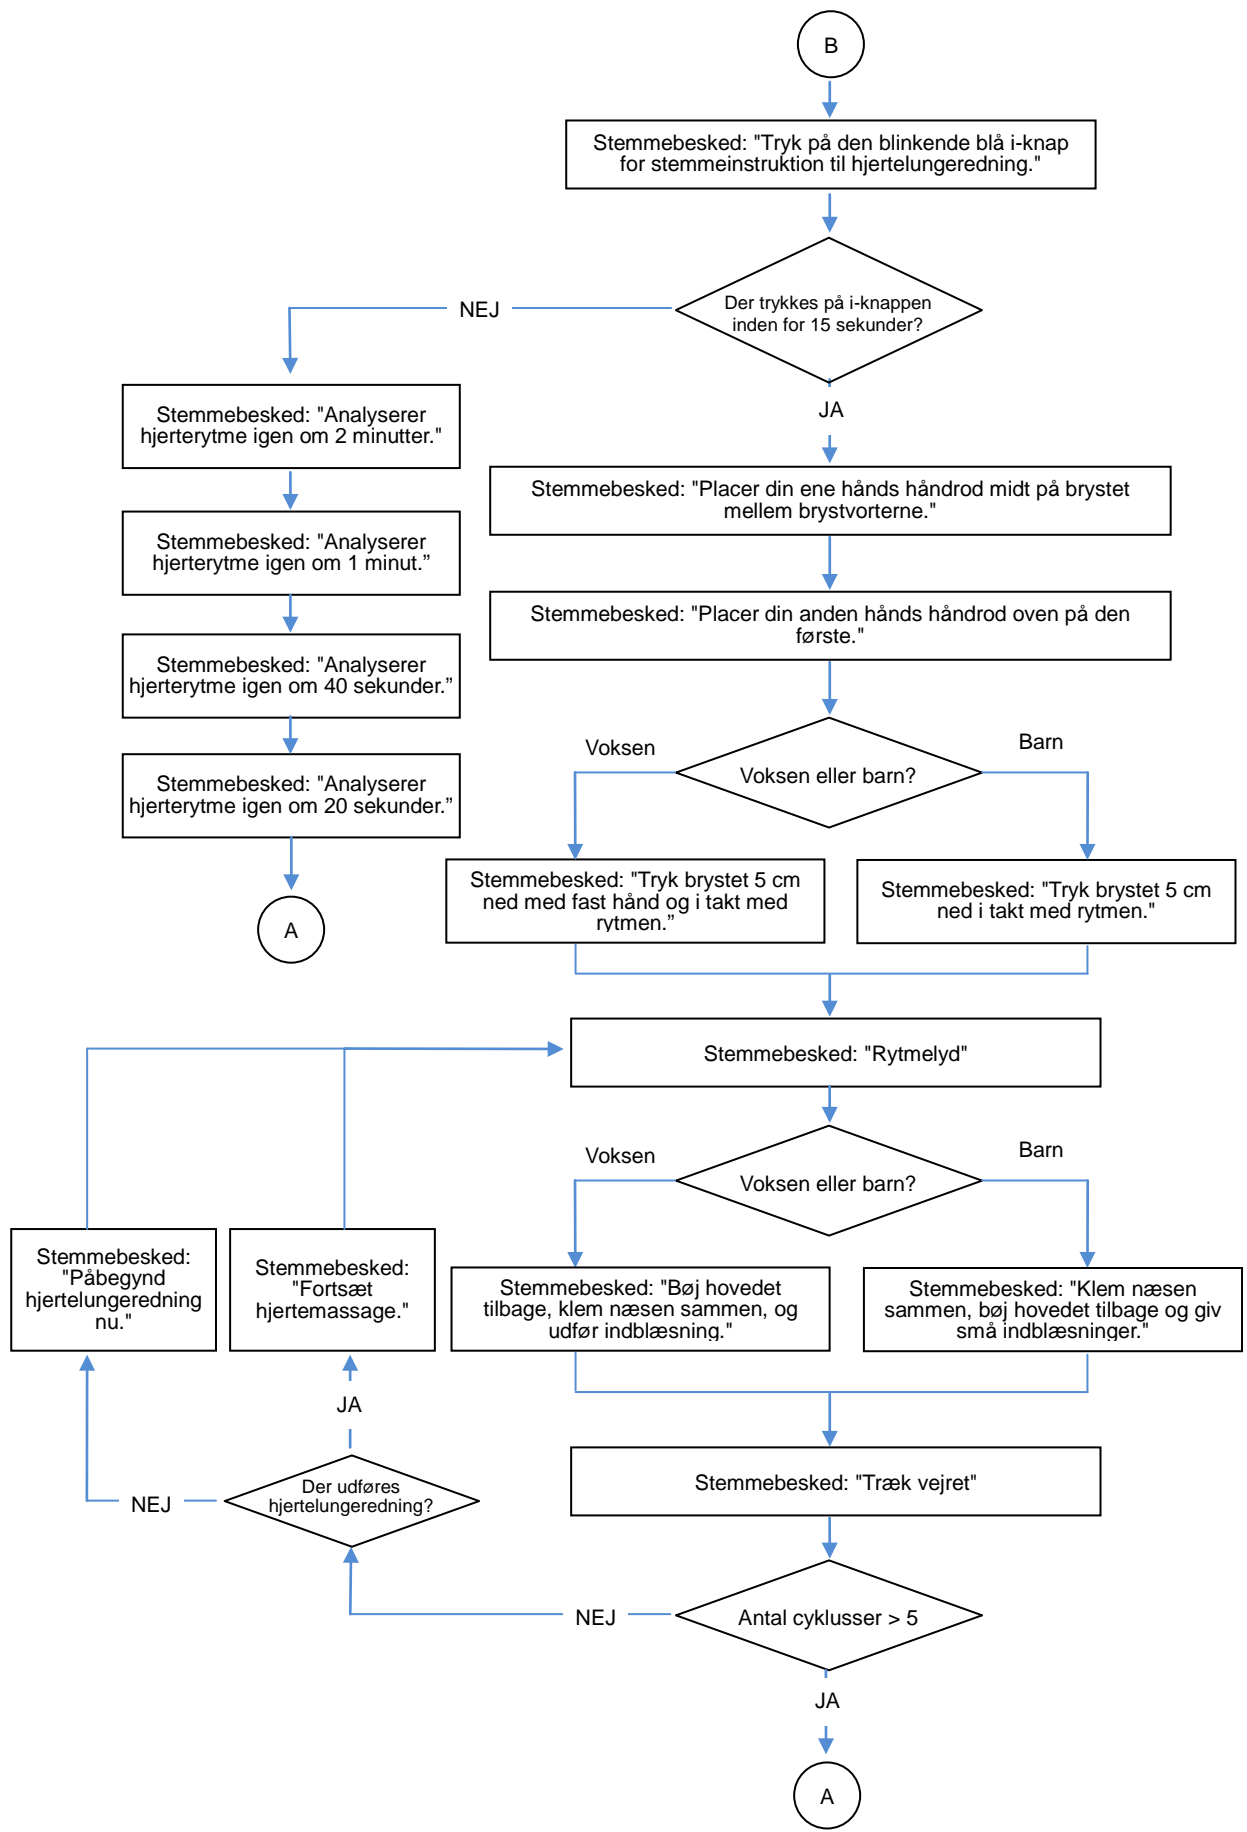 B
Stemmebesked: "Tryk på den blinkende blå i-knap
for stemmeinstruktion til hjertelungeredning."
Der trykkes på i-knappen
inden for 15 sekunder?
NEJ
JA
Stemmebesked: "Analyserer
hjerterytme igen om 2 minutter."
Stemmebesked: "Analyserer
hjerterytme igen om 1 minut.”
Stemmebesked: "Analyserer
hjerterytme igen om 40 sekunder.”
Stemmebesked: "Analyserer
hjerterytme igen om 20 sekunder.”
A
Stemmebesked: "Placer din ene hånds håndrod midt på brystet
mellem brystvorterne."
Stemmebesked: "Placer din anden hånds håndrod oven på den
første."
Voksen
Voksen eller barn?
Barn
Stemmebesked: "Tryk brystet 5 cm
ned med fast hånd og i takt med
rytmen.”
Stemmebesked: "Tryk brystet 5 cm
ned i takt med rytmen."
Stemmebesked: "Rytmelyd"
Voksen
Voksen eller barn?
Barn
Stemmebesked: "Bøj hovedet
tilbage, klem næsen sammen, og
udfør indblæsning."
Stemmebesked: "Klem næsen
sammen, bøj hovedet tilbage og giv
små indblæsninger."
Stemmebesked: "Træk vejret"
Antal cyklusser > 5
NEJ
JA
A
Der udføres
hjertelungeredning?
NEJ
JA
Stemmebesked:
"Påbegynd
hjertelungeredning
nu."
Stemmebesked:
"Fortsæt
hjertemassage."